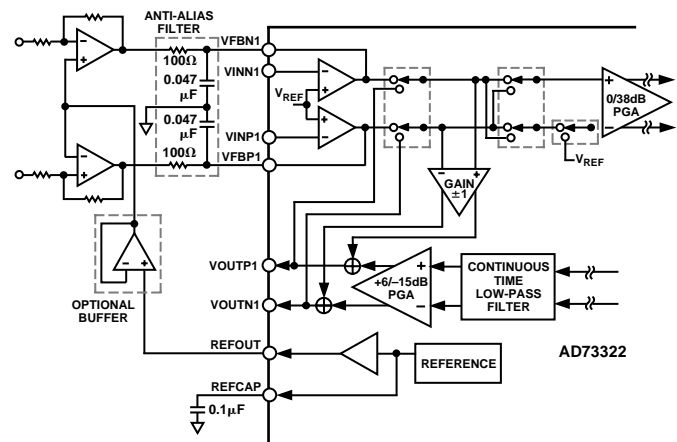 ANTI-ALIAS
FILTER
VFBN1
100Ω
0.047
μF
VINN1
VREF
0.047
μF
VINP1
100Ω
VFBP1
0/38dB
PGA
VREF
GAIN
±1
VOUTP1
+6/–15dB
PGA
VOUTN1
CONTINUOUS
TIME
LOW-PASS
FILTER
OPTIONAL
BUFFER
REFOUT
REFERENCE
AD73322
REFCAP
0.1μF